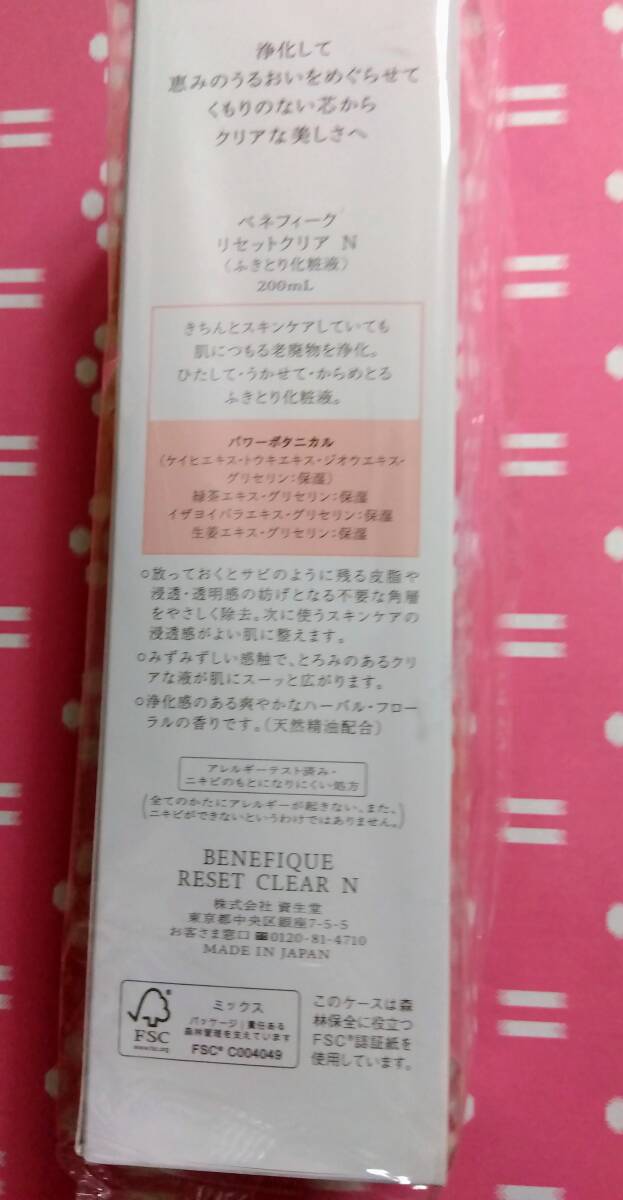 浄化して
恵みのうるおいをめぐらせて
くもりのない芯から
クリアな美しさへ
ベネフィーク
リセットクリア N
(ふきとり化粧液)
200mL
きちんとスキンケアしていても
肌につもる老廃物を浄化。
ひたして・うかせて・からめとる
ふきとり化粧液。
パワーボタニカル
(ケイヒエキス・トウキエキス・ジオウエキス・
グリセリン:保湿)
緑茶エキス・グリセリン:保湿
イザヨイバラエキス・グリセリン:保湿
生姜エキス・グリセリン:保湿
○放っておくとサビのように残る皮脂や
浸透・透明感の妨げとなる不要な角層
をやさしく除去。次に使うスキンケアの
浸透感がよい肌に整えます。
○みずみずしい感触で、とろみのあるクリ
アな液が肌にスーッと広がります。
○浄化感のある爽やかなハーバル・フロー
ラルの香りです。(天然精油配合)
アレルギーテスト済み・
ニキビのもとになりにくい処方
(全てのかたにアレルギーが起きない、また、
ニキビができないというわけではありません。)
BENEFIQUE
RESET CLEAR N
株式会社 資生堂
東京都中央区銀座7-5-5
お客さま窓口 ☎0120-81-4710
MADE IN JAPAN
FSC®
www.fsc.org
ミックス
パッケージ|責任ある
森林管理を支えています
FSC® C004049
このケースは森
林保全に役立つ
FSC®認証紙を
使用しています。